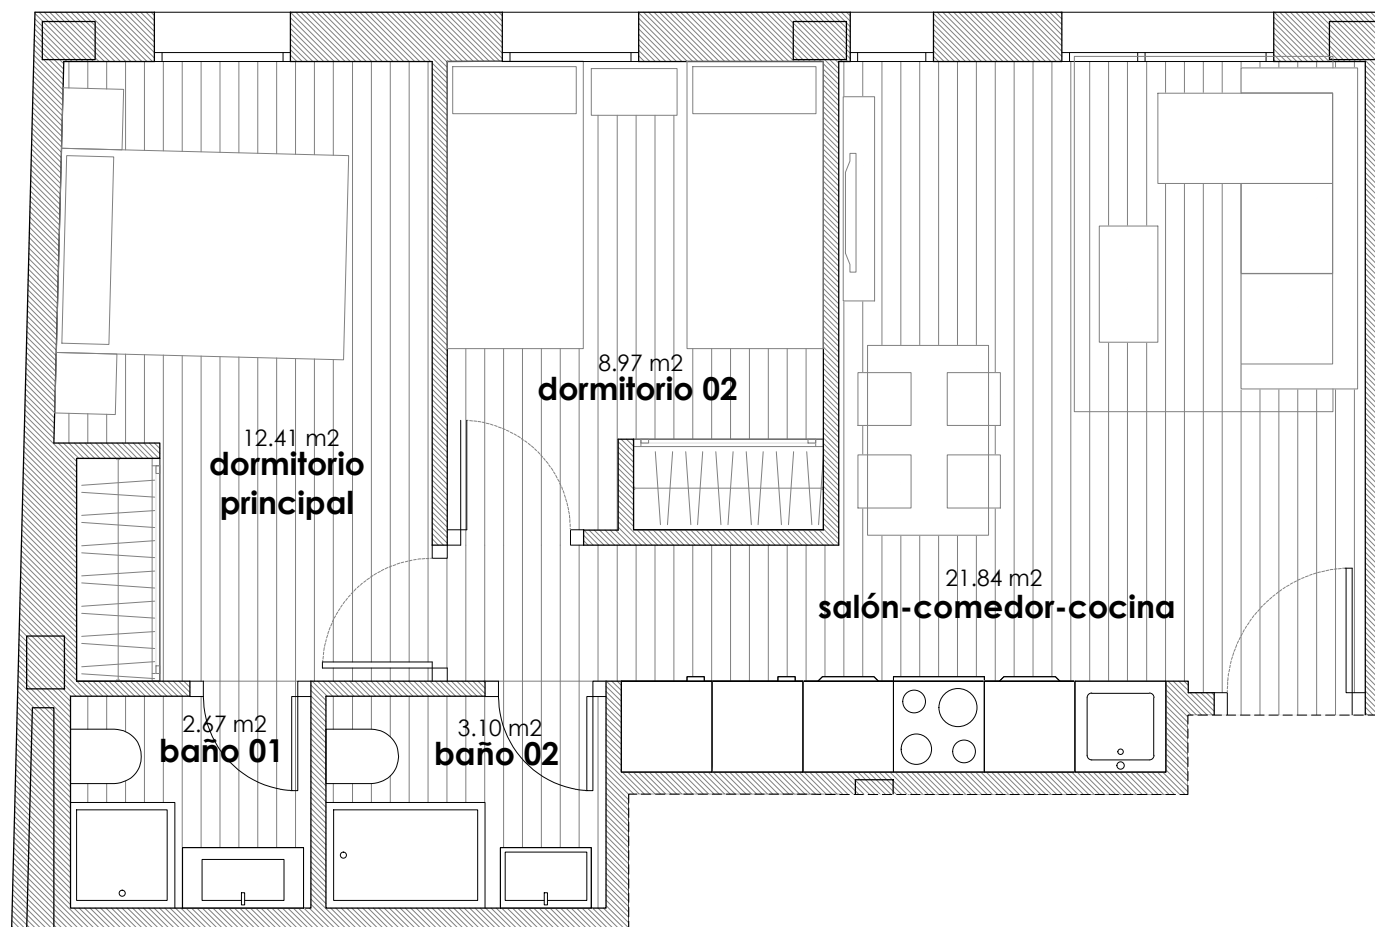 8.97 m2
dormitorio 02
12.41 m2
dormitorio
principal
21.84 m2
salón-comedor-cocina
2.67 m2
baño 01
3.10 m2
baño 02